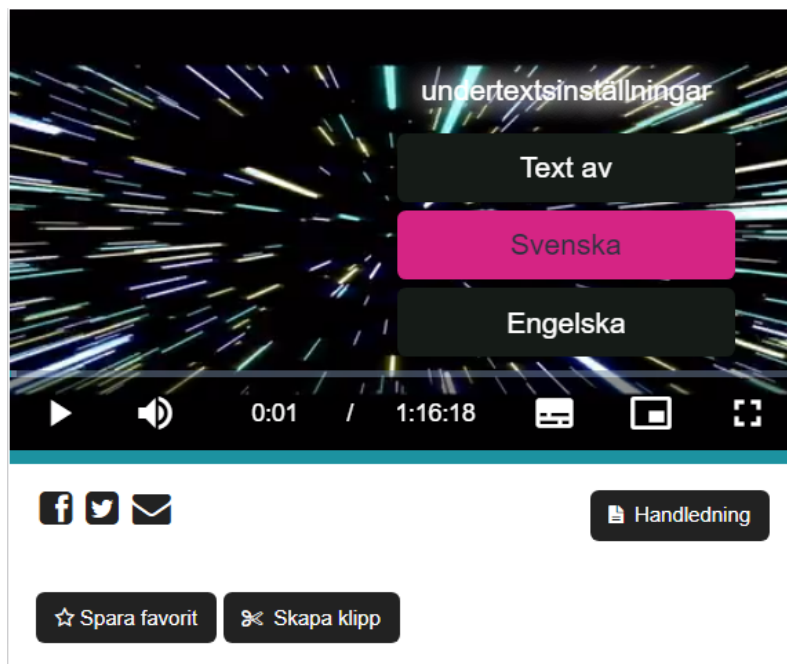 undertextsinställningar
Text av
Svenska
Engelska
0:01 / 1:16:18
Handledning
Spara favorit Skapa klipp